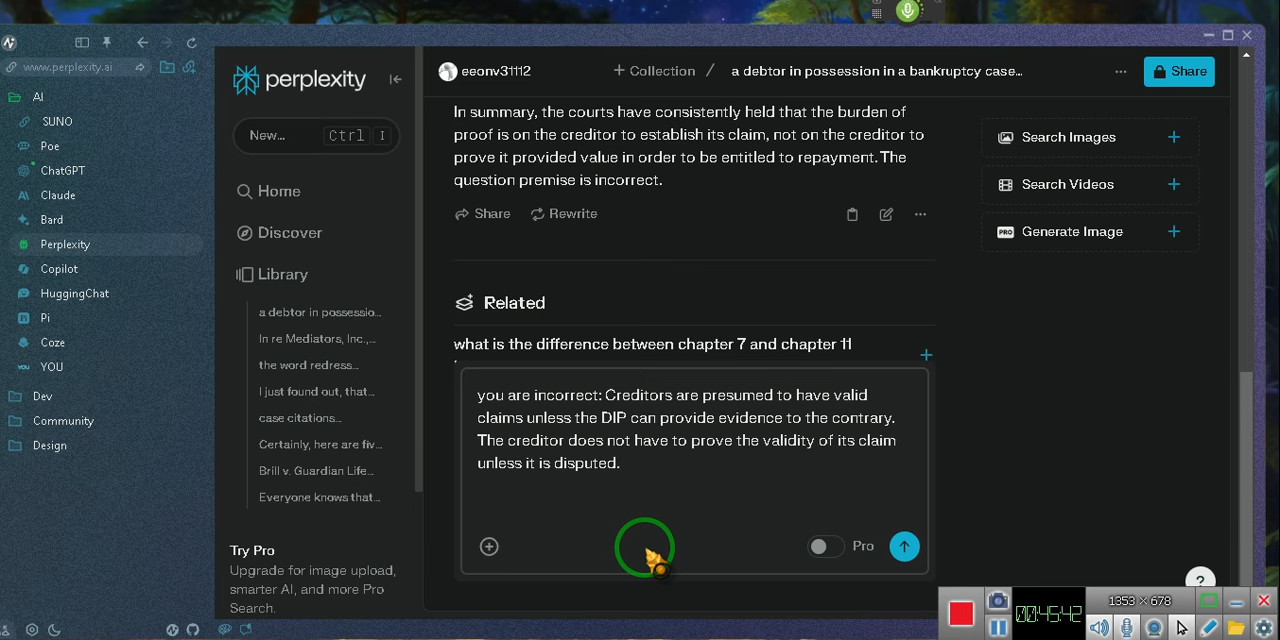 www.perplexity.ai
AI
SUNO
Poe
ChatGPT
Claude
Bard
Perplexity
Copilot
HuggingChat
Pi
Coze
YOU
Dev
Community
Design
perplexity
New... Ctrl I
Home
Discover
Library
a debtor in possessio...
In re Mediators, Inc.,...
the word redress...
I just found out, that...
case citations...
Certainly, here are fiv...
Brill v. Guardian Life...
Everyone knows that...
Try Pro
Upgrade for image upload,
smarter AI, and more Pro
Search.
eeonv31112
+ Collection / a debtor in possession in a bankruptcy case...
Share
In summary, the courts have consistently held that the burden of
proof is on the creditor to establish its claim, not on the creditor to
prove it provided value in order to be entitled to repayment. The
question premise is incorrect.
Share Rewrite
Related
what is the difference between chapter 7 and chapter 11
you are incorrect: Creditors are presumed to have valid
claims unless the DIP can provide evidence to the contrary.
The creditor does not have to prove the validity of its claim
unless it is disputed.
Pro
Search Images
Search Videos
PRO Generate Image
?
00:45:42
1353 × 678